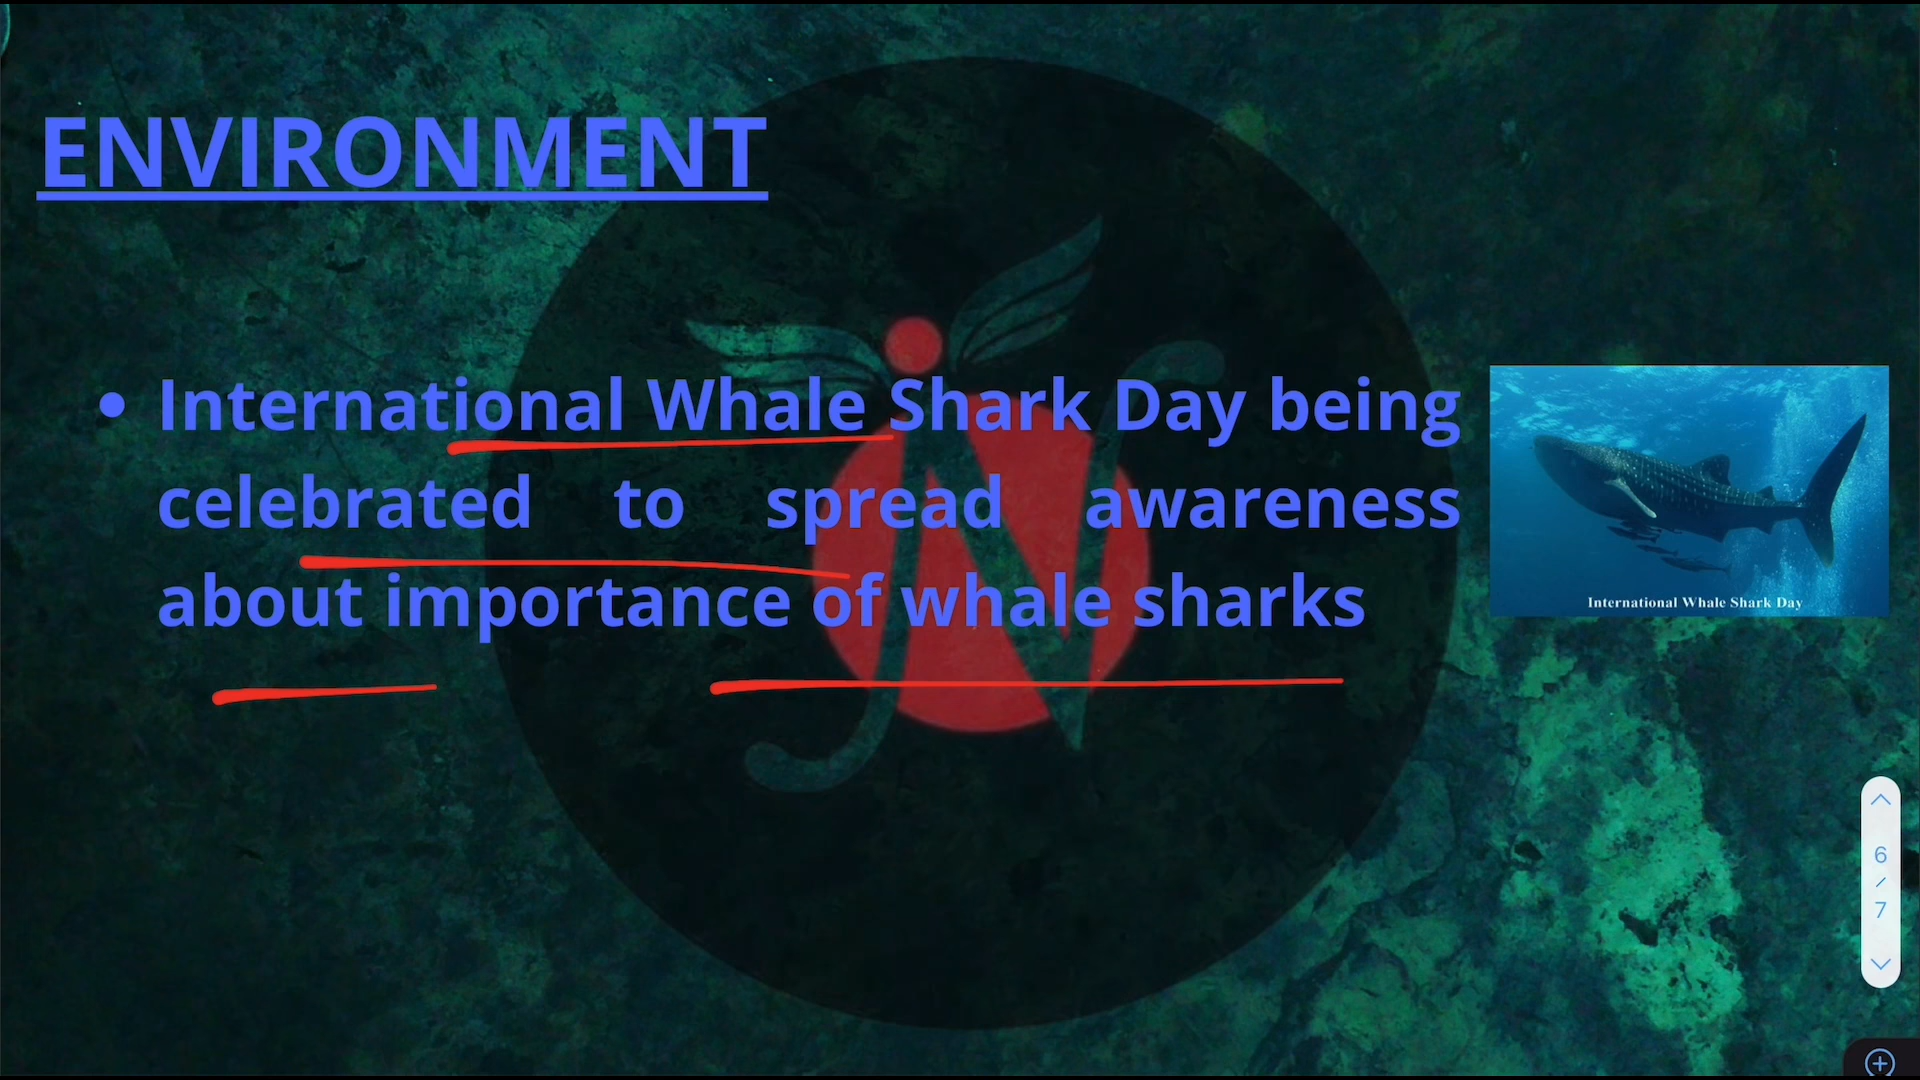 ENVIRONMENT
• International Whale Shark Day being
celebrated to spread awareness
about importance of whale sharks
International Whale Shark Day
6
/
7